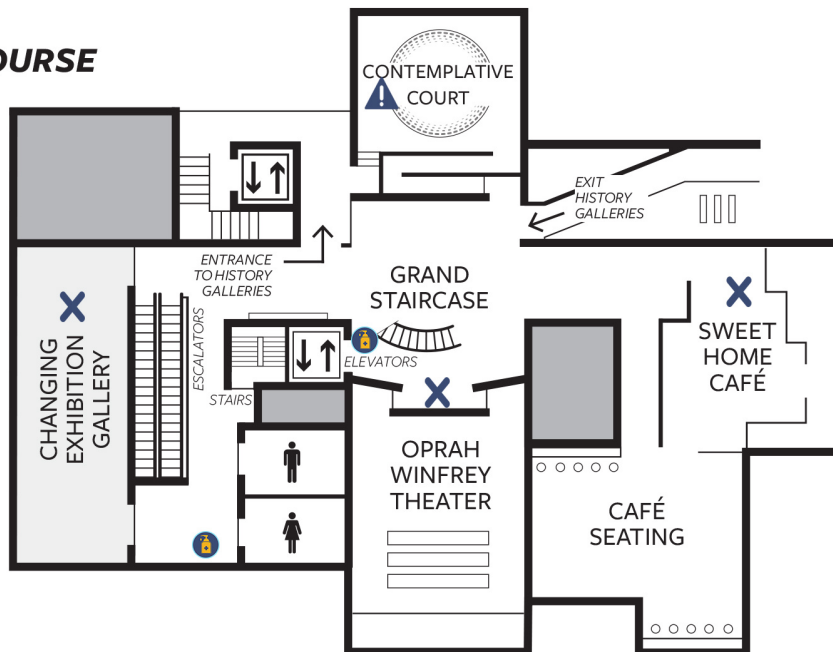 OURSE
CONTEMPLATIVE
COURT
EXIT
HISTORY
GALLERIES
ENTRANCE
TO HISTORY
GALLERIES
GRAND
STAIRCASE
ELEVATORS
ESCALATORS
STAIRS
CHANGING
EXHIBITION
GALLERY
SWEET
HOME
CAFÉ
OPRAH
WINFREY
THEATER
CAFÉ
SEATING